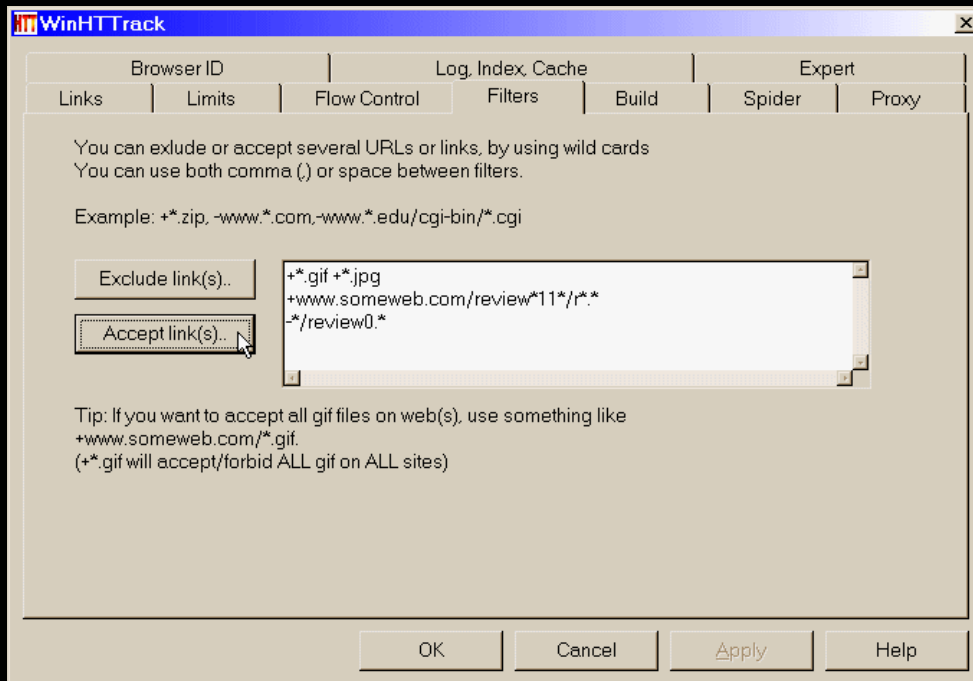 HTT WinHTTrack
Browser ID Log, Index, Cache Expert
Links Limits Flow Control Filters Build Spider Proxy
You can exlude or accept several URLs or links, by using wild cards
You can use both comma (,) or space between filters.
Example: +*.zip, -www.*.com,-www.*.edu/cgi-bin/*.cgi
Exclude link(s)..
+*.gif +*.jpg
+www.someweb.com/review*11*/r*.*
-*/review0.*
Accept link(s)..
Tip: If you want to accept all gif files on web(s), use something like
+www.someweb.com/*.gif.
(+*.gif will accept/forbid ALL gif on ALL sites)
OK Cancel Apply Help